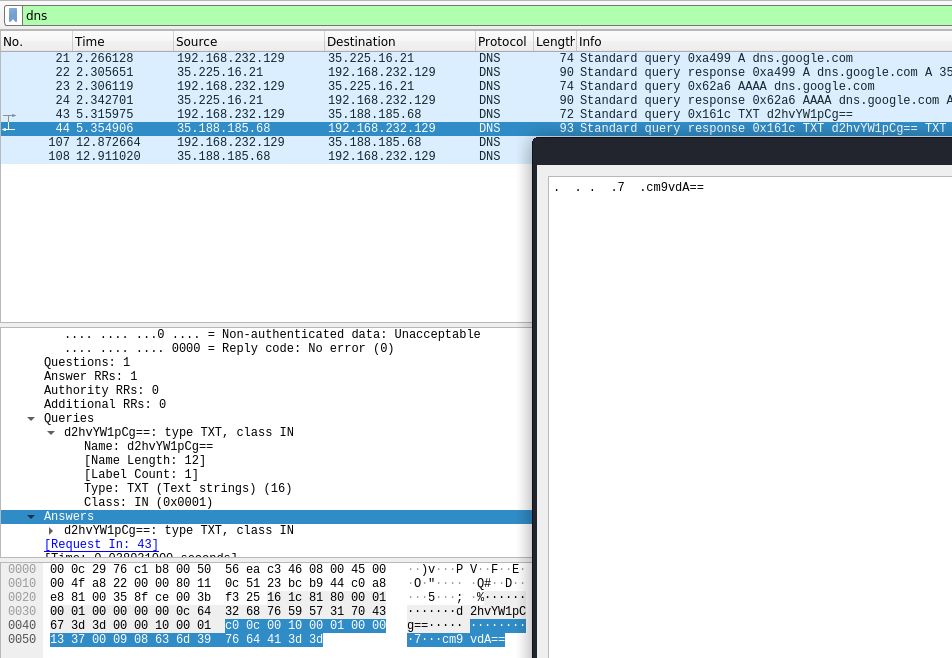 dns
No. Time Source Destination Protocol Length Info
21 2.266128 192.168.232.129 35.225.16.21 DNS 74 Standard query 0xa499 A dns.google.com
22 2.305651 35.225.16.21 192.168.232.129 DNS 90 Standard query response 0xa499 A dns.google.com A 35
23 2.306119 192.168.232.129 35.225.16.21 DNS 74 Standard query 0x62a6 AAAA dns.google.com
24 2.342701 35.225.16.21 192.168.232.129 DNS 90 Standard query response 0x62a6 AAAA dns.google.com A
43 5.315975 192.168.232.129 35.188.185.68 DNS 72 Standard query 0x161c TXT d2hvYW1pCg==
44 5.354906 35.188.185.68 192.168.232.129 DNS 93 Standard query response 0x161c TXT d2hvYW1pCg== TXT
107 12.872664 192.168.232.129 35.188.185.68 DNS
108 12.911020 35.188.185.68 192.168.232.129 DNS
. . . .7 .cm9vdA==
.... .... ...0 .... = Non-authenticated data: Unacceptable
.... .... .... 0000 = Reply code: No error (0)
Questions: 1
Answer RRs: 1
Authority RRs: 0
Additional RRs: 0
Queries
d2hvYW1pCg==: type TXT, class IN
Name: d2hvYW1pCg==
[Name Length: 12]
[Label Count: 1]
Type: TXT (Text strings) (16)
Class: IN (0x0001)
Answers
d2hvYW1pCg==: type TXT, class IN
[Request In: 43]
[Time: 0.038931000 seconds]
0000 00 0c 29 76 c1 b8 00 50 56 ea c3 46 08 00 45 00 ··)v···P V··F··E·
0010 00 4f a8 22 00 00 80 11 0c 51 23 bc b9 44 c0 a8 ·O·"···· ·Q#··D··
0020 e8 81 00 35 8f ce 00 3b f3 25 16 1c 81 80 00 01 ···5···; ·%······
0030 00 01 00 00 00 00 0c 64 32 68 76 59 57 31 70 43 ·······d 2hvYW1pC
0040 67 3d 3d 00 00 10 00 01 c0 0c 00 10 00 01 00 00 g==····· ········
0050 13 37 00 09 08 63 6d 39 76 64 41 3d 3d ·7···cm9 vdA==